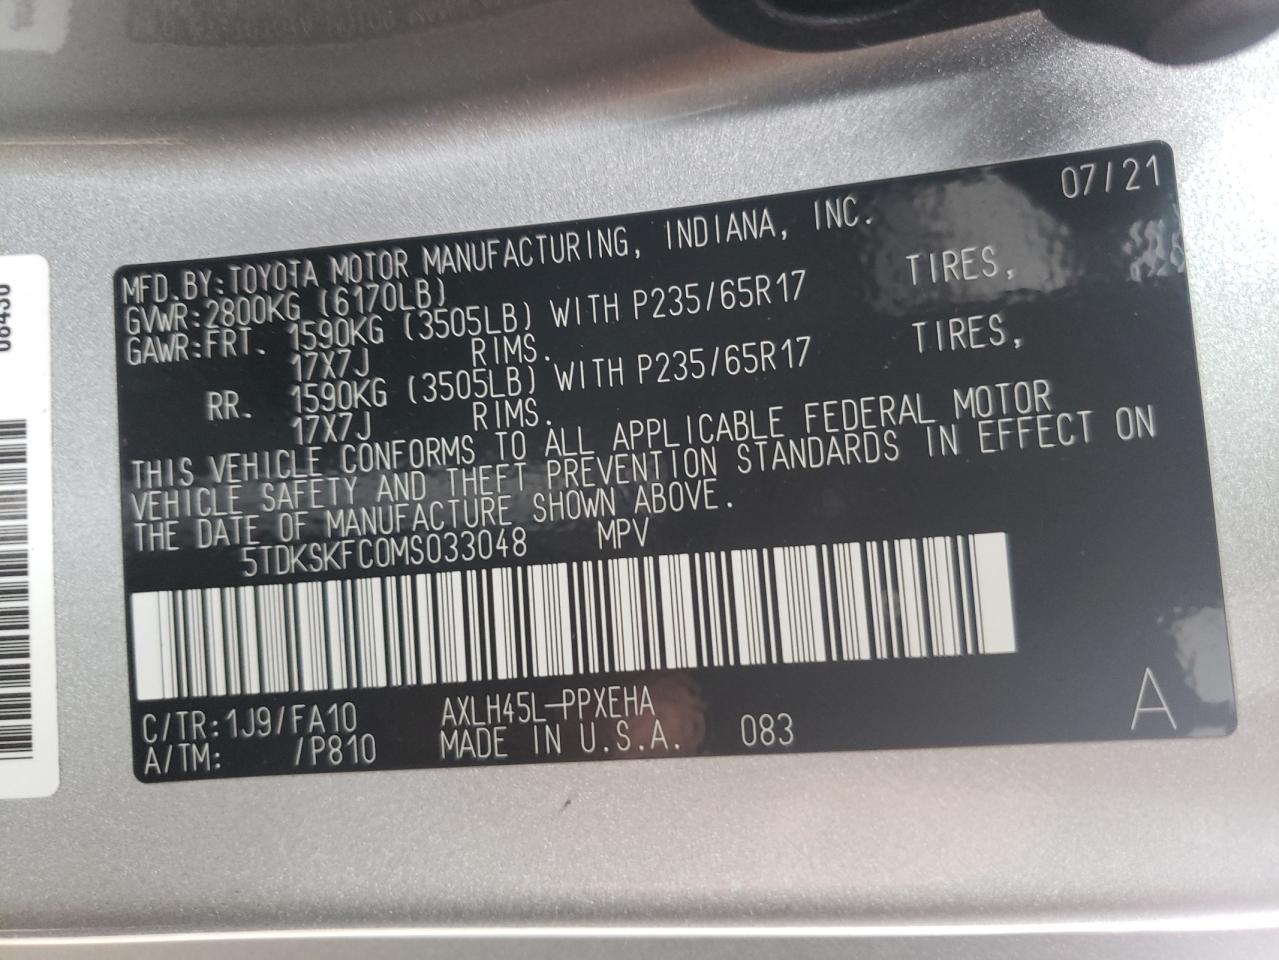 07/21
MFD.BY:TOYOTA MOTOR MANUFACTURING, INDIANA, INC.
GVWR:2800KG (6170LB)
GAWR:FRT. 1590KG (3505LB) WITH P235/65R17 TIRES,
17X7J RIMS.
RR. 1590KG (3505LB) WITH P235/65R17 TIRES,
17X7J RIMS.
THIS VEHICLE CONFORMS TO ALL APPLICABLE FEDERAL MOTOR
VEHICLE SAFETY AND THEFT PREVENTION STANDARDS IN EFFECT ON
THE DATE OF MANUFACTURE SHOWN ABOVE.
5TDKSKFC0MS033048 MPV
C/TR:1J9/FA10 AXLH45L-PPXEHA
A/TM: /P810 MADE IN U.S.A. 083
A